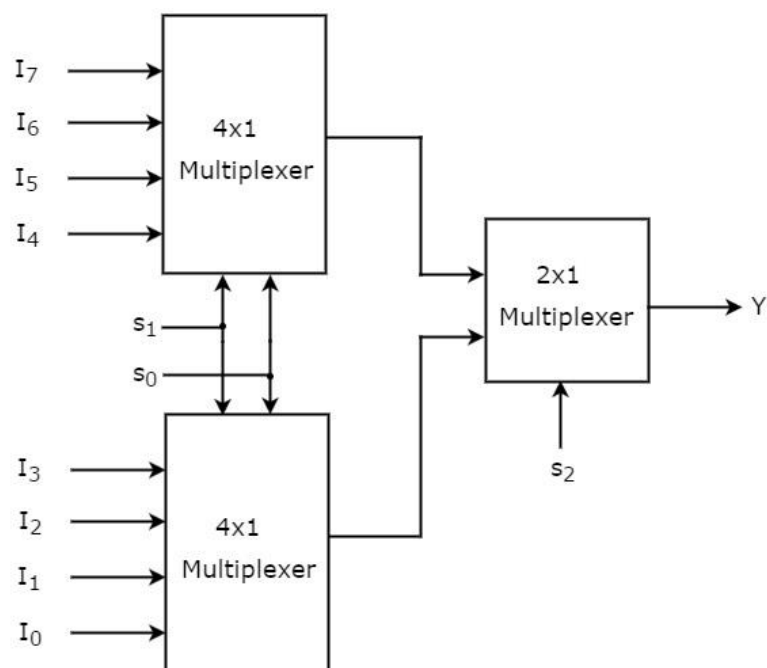 I₇
I₆
I₅
I₄
4x1
Multiplexer
s₁
s₀
I₃
I₂
I₁
I₀
4x1
Multiplexer
2x1
Multiplexer
Y
s₂